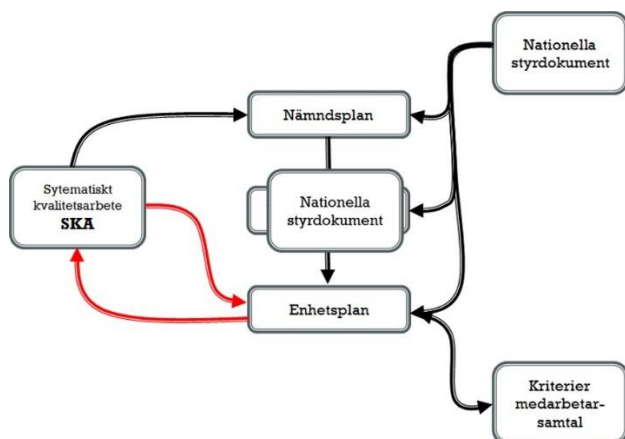 Nationella
styrdokument
Nämndsplan
Sytematiskt
kvalitetsarbete
SKA
Nationella
styrdokument
Enhetsplan
Kriterier
medarbetar-
samtal